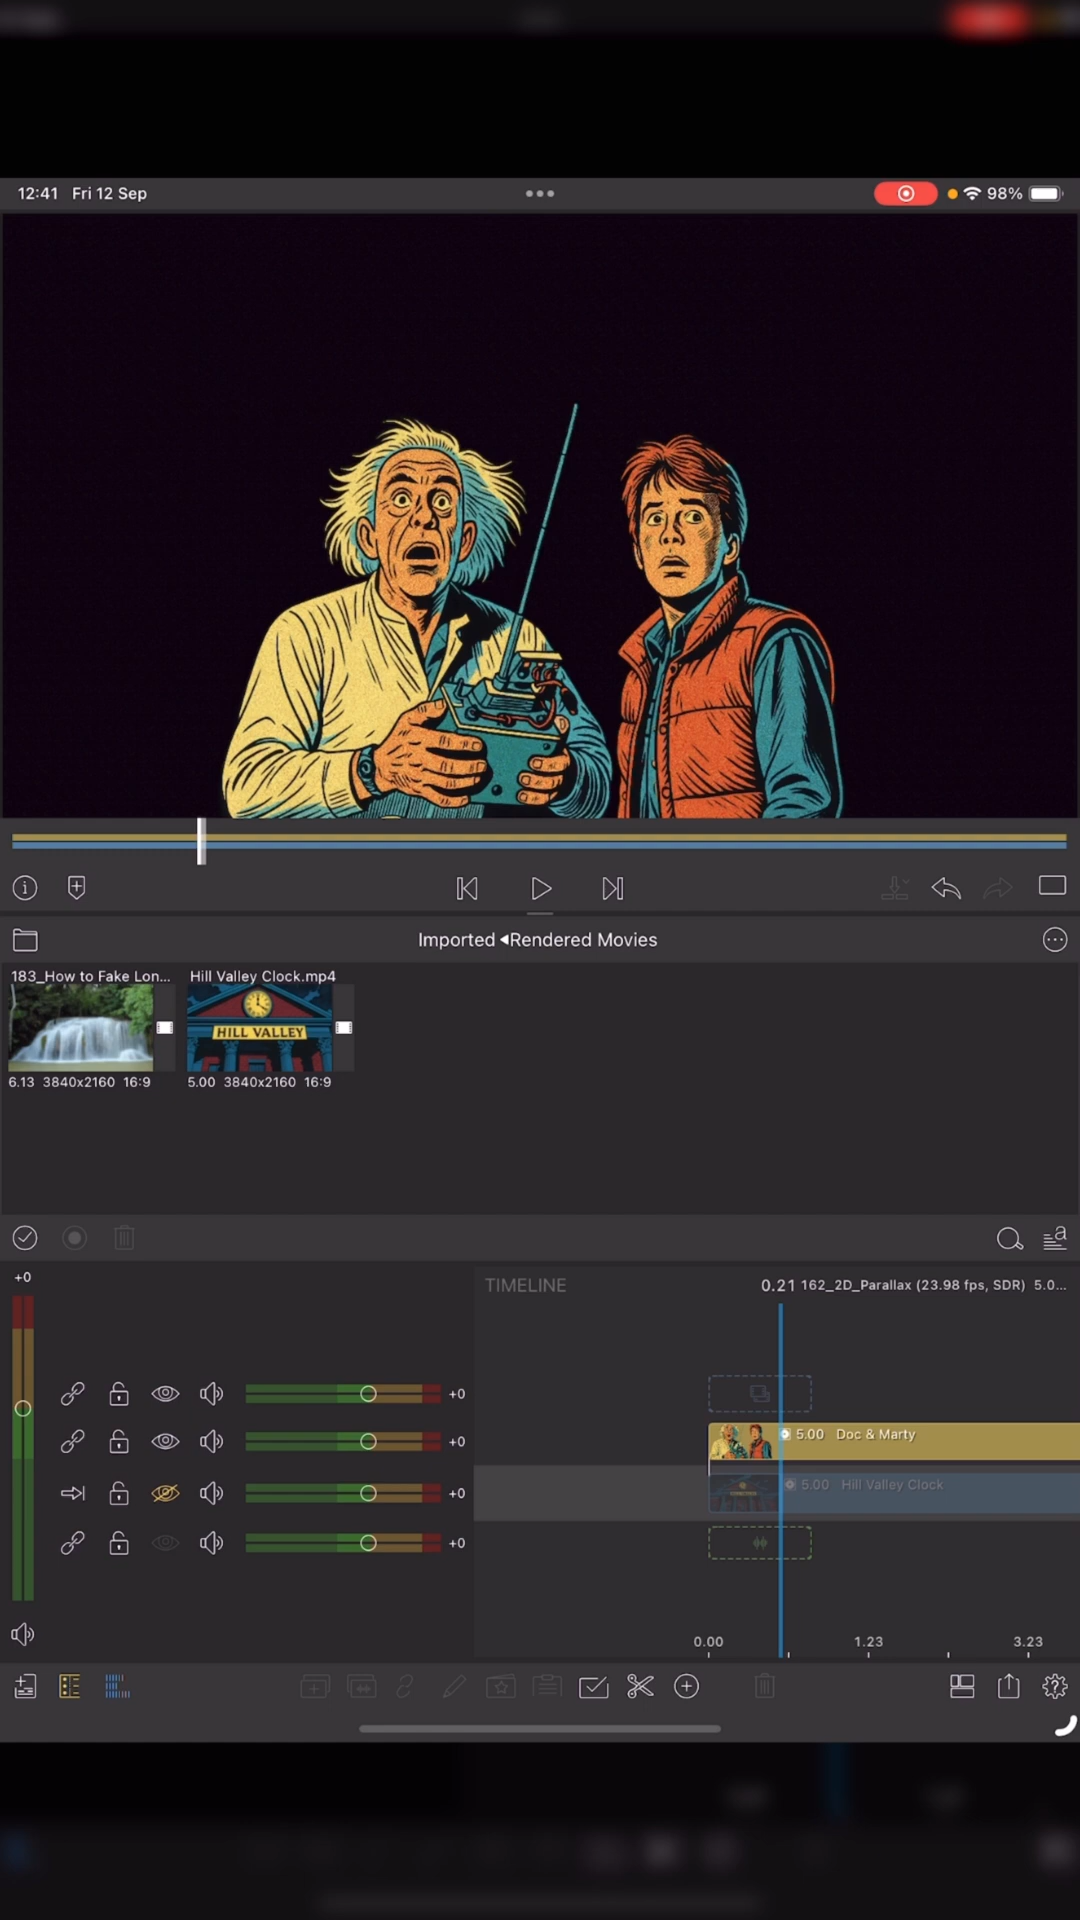 12:41 Fri 12 Sep
98%
Imported ◂Rendered Movies
183_How to Fake Lon...
Hill Valley Clock.mp4
HILL VALLEY
6.13 3840x2160 16:9
5.00 3840x2160 16:9
+0
TIMELINE
0.21 162_2D_Parallax (23.98 fps, SDR) 5.0...
+0
+0
5.00 Doc & Marty
+0
5.00 Hill Valley Clock
+0
0.00
1.23
3.23